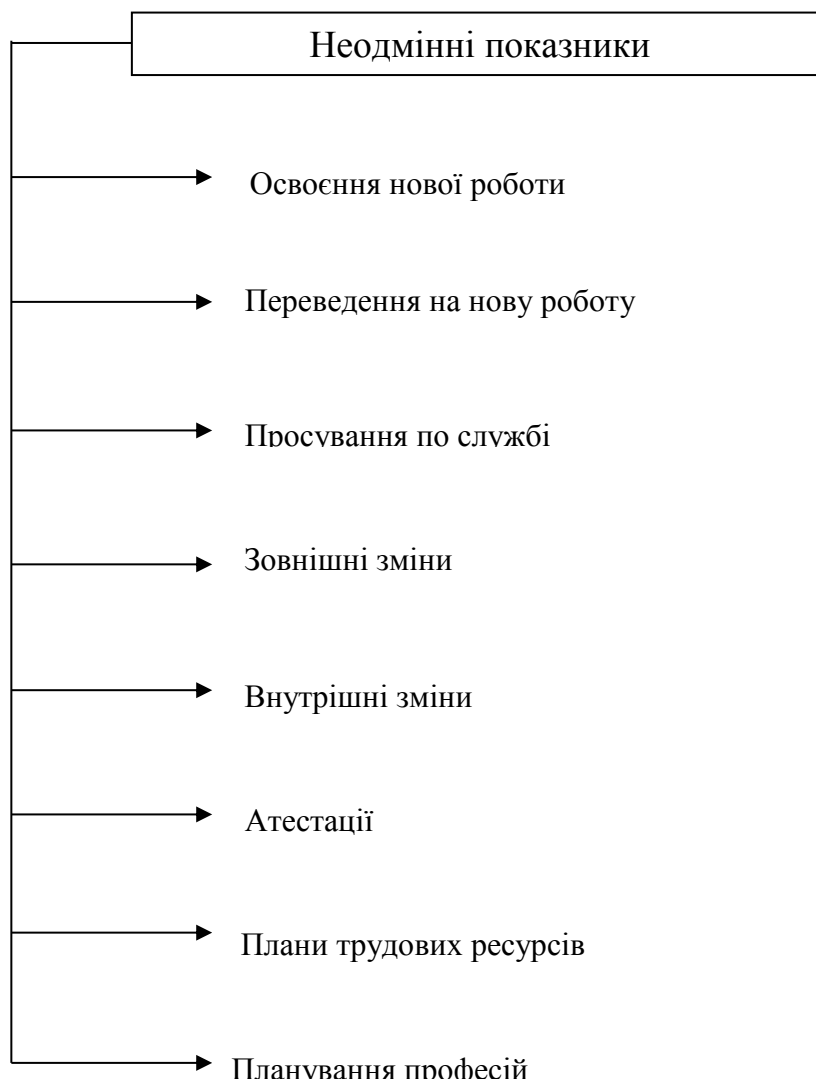 Неодмінні показники
Освоєння нової роботи
Переведення на нову роботу
Просування по службі
Зовнішні зміни
Внутрішні зміни
Атестації
Плани трудових ресурсів
Планування професій